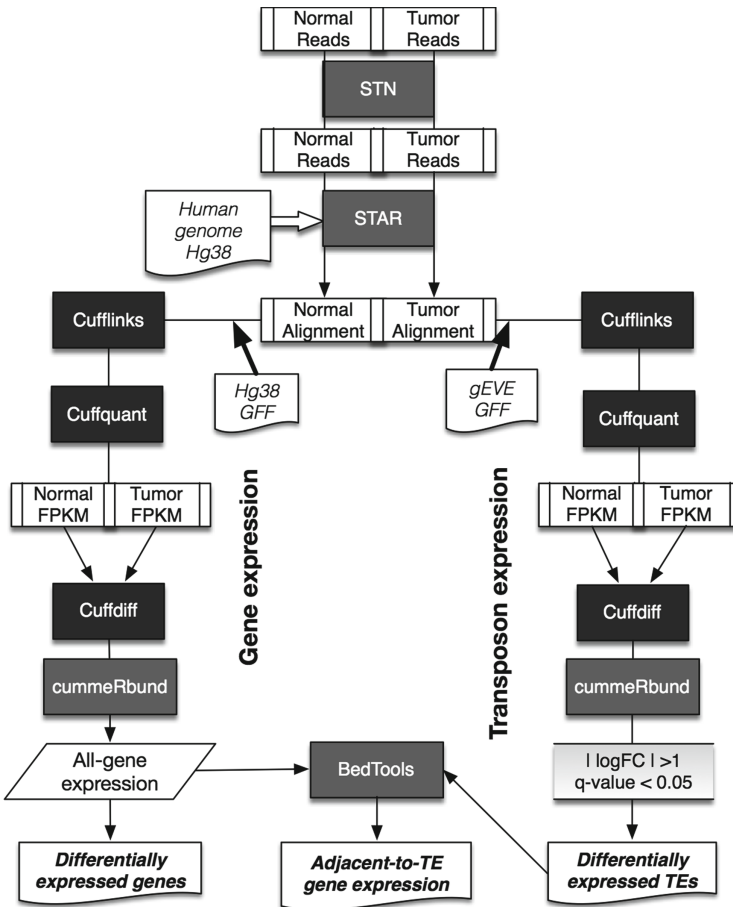 Normal Reads
Tumor Reads
STN
Normal Reads
Tumor Reads
Human genome Hg38
STAR
Normal Alignment
Tumor Alignment
Cufflinks
Cufflinks
Hg38 GFF
gEVE GFF
Cuffquant
Cuffquant
Gene expression
Transposon expression
Normal FPKM
Tumor FPKM
Normal FPKM
Tumor FPKM
Cuffdiff
Cuffdiff
cummeRbund
cummeRbund
All-gene expression
BedTools
| logFC | >1
q-value < 0.05
Differentially expressed genes
Adjacent-to-TE gene expression
Differentially expressed TEs